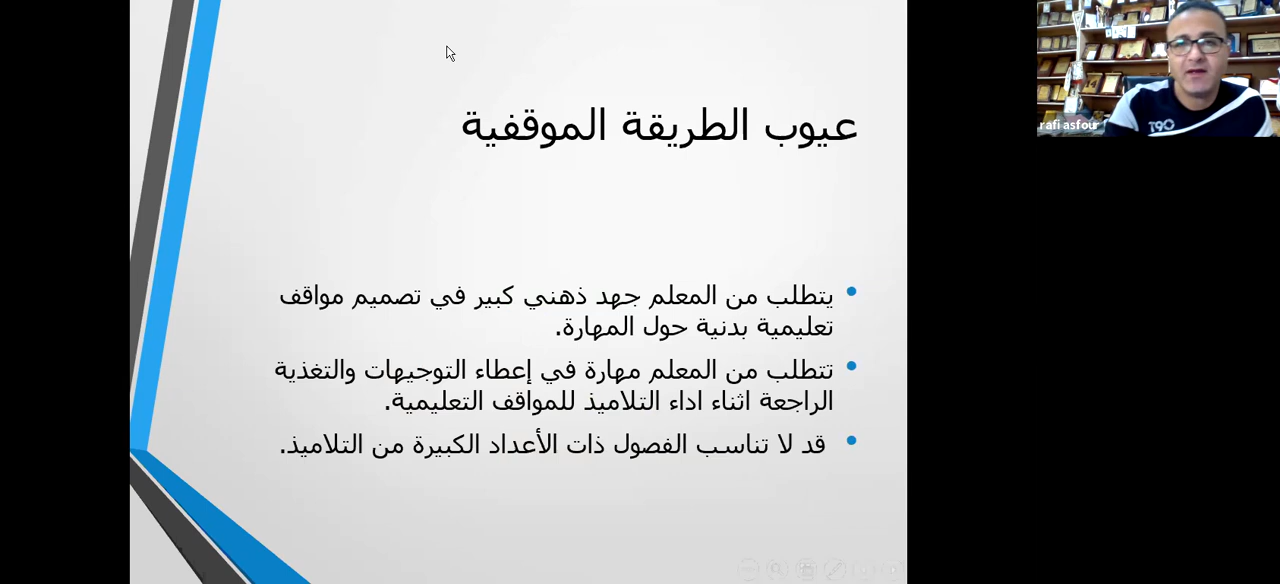 عيوب الطريقة الموقفية
يتطلب من المعلم جهد ذهني كبير في تصميم مواقف
تعليمية بدنية حول المهارة.
تتطلب من المعلم مهارة في إعطاء التوجيهات والتغذية
الراجعة اثناء اداء التلاميذ للمواقف التعليمية.
قد لا تناسب الفصول ذات الأعداد الكبيرة من التلاميذ.
rafi asfour
T90